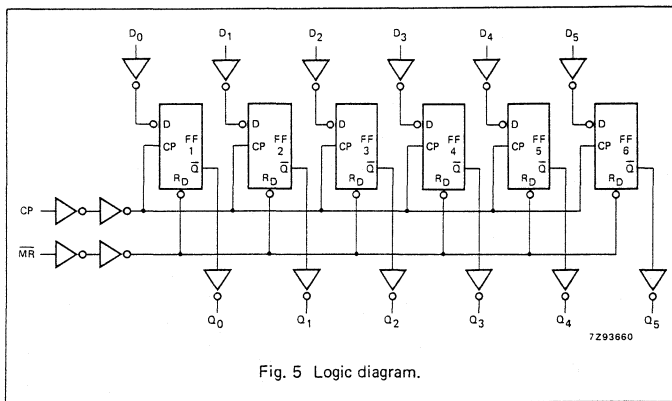 D0 D1 D2 D3 D4 D5
D D D D D D
FF 1 FF 2 FF 3 FF 4 FF 5 FF 6
CP CP CP CP CP CP
Q̅ Q̅ Q̅ Q̅ Q̅ Q̅
RD RD RD RD RD RD
CP
M̅R̅
Q0 Q1 Q2 Q3 Q4 Q5
7Z93660
Fig. 5 Logic diagram.